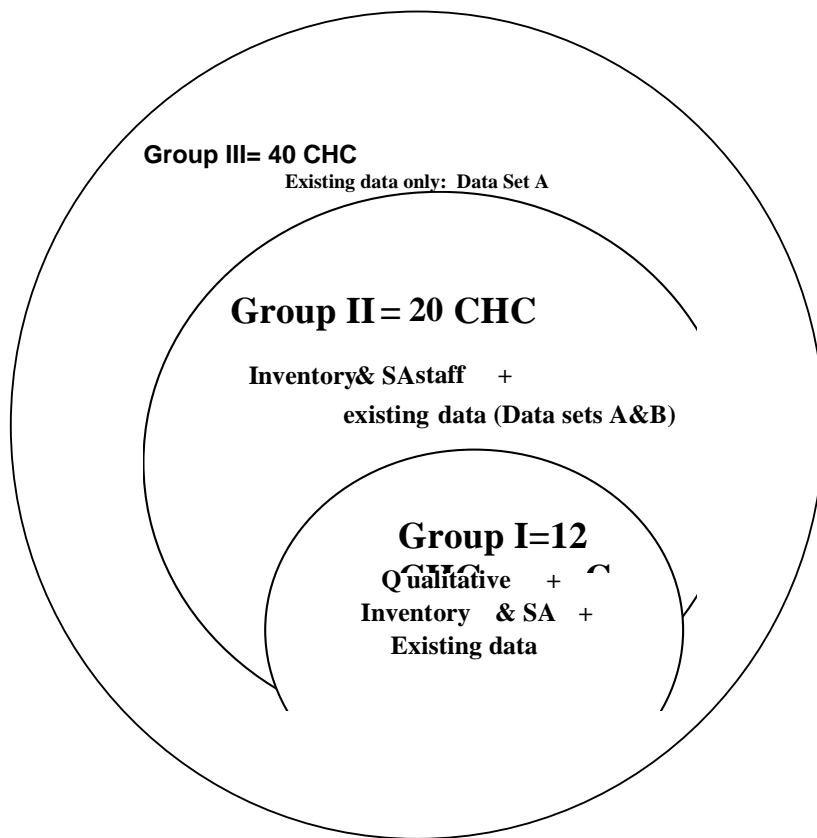 Group III= 40 CHC
Existing data only: Data Set A
Group II = 20 CHC
Inventory& SAstaff +
existing data (Data sets A&B)
Group I=12
CHC
Qualitative +
Inventory & SA +
Existing data